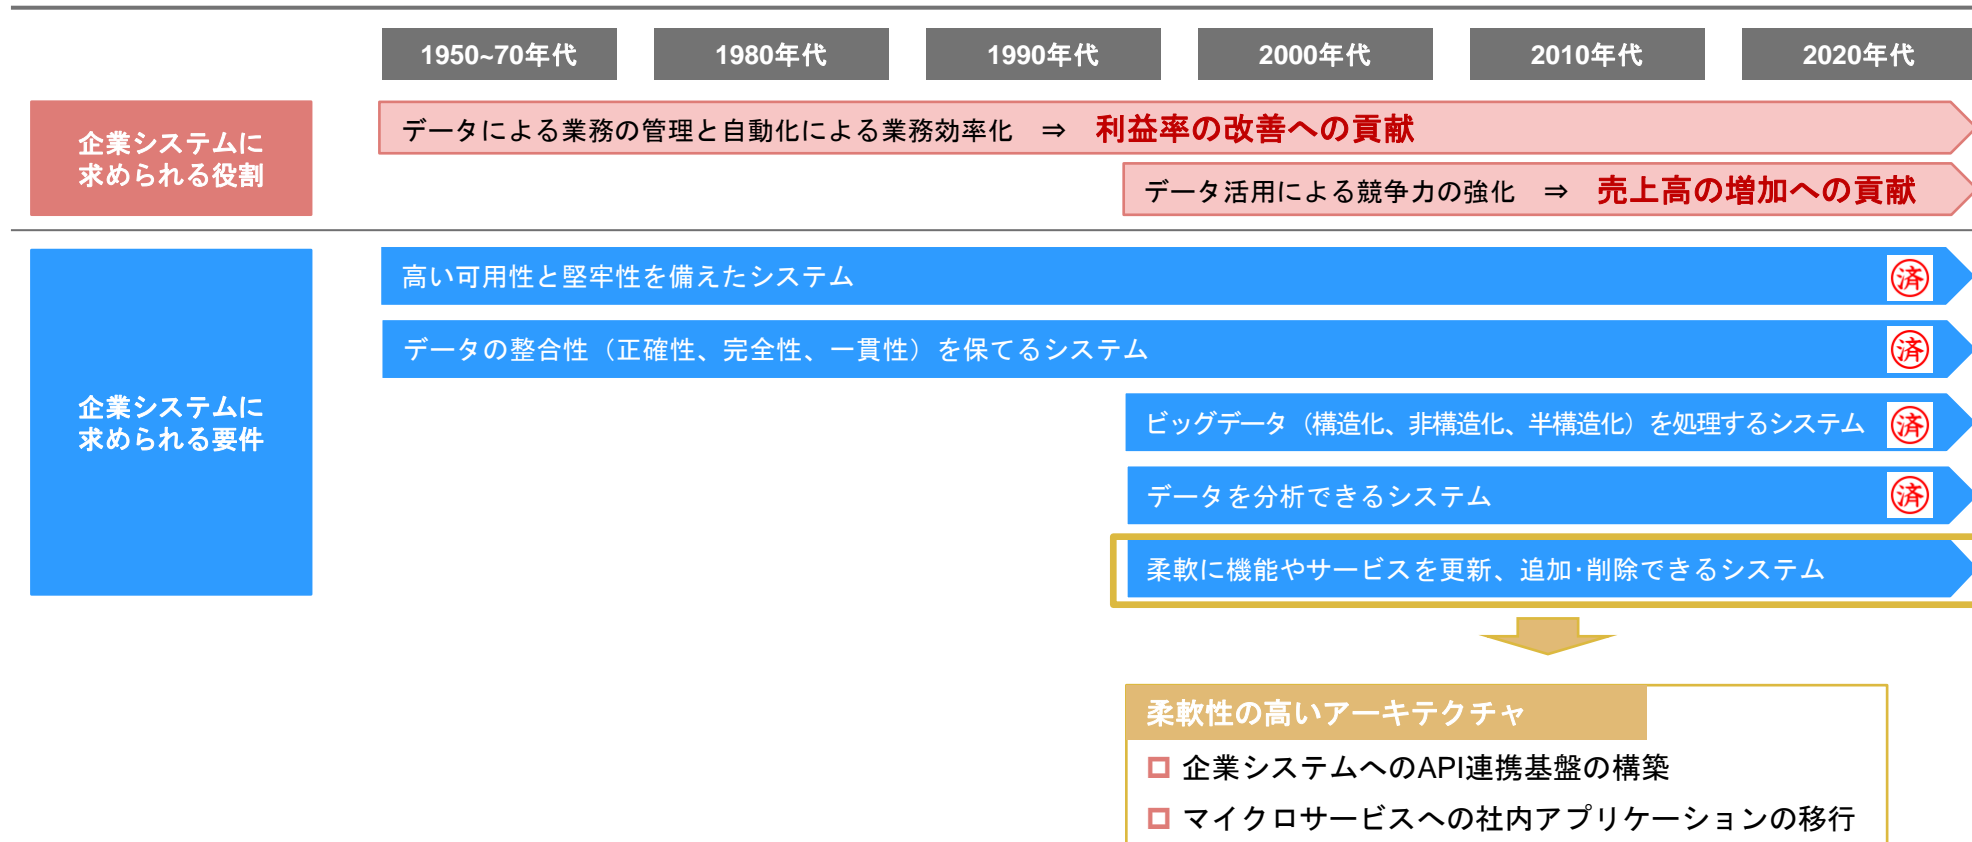 1950~70年代
1980年代
1990年代
2000年代
2010年代
2020年代
企業システムに
求められる役割
データによる業務の管理と自動化による業務効率化 ⇒ 利益率の改善への貢献
データ活用による競争力の強化 ⇒ 売上高の増加への貢献
企業システムに
求められる要件
高い可用性と堅牢性を備えたシステム
済
データの整合性（正確性、完全性、一貫性）を保てるシステム
済
ビッグデータ（構造化、非構造化、半構造化）を処理するシステム
済
データを分析できるシステム
済
柔軟に機能やサービスを更新、追加･削除できるシステム
柔軟性の高いアーキテクチャ
企業システムへのAPI連携基盤の構築
マイクロサービスへの社内アプリケーションの移行